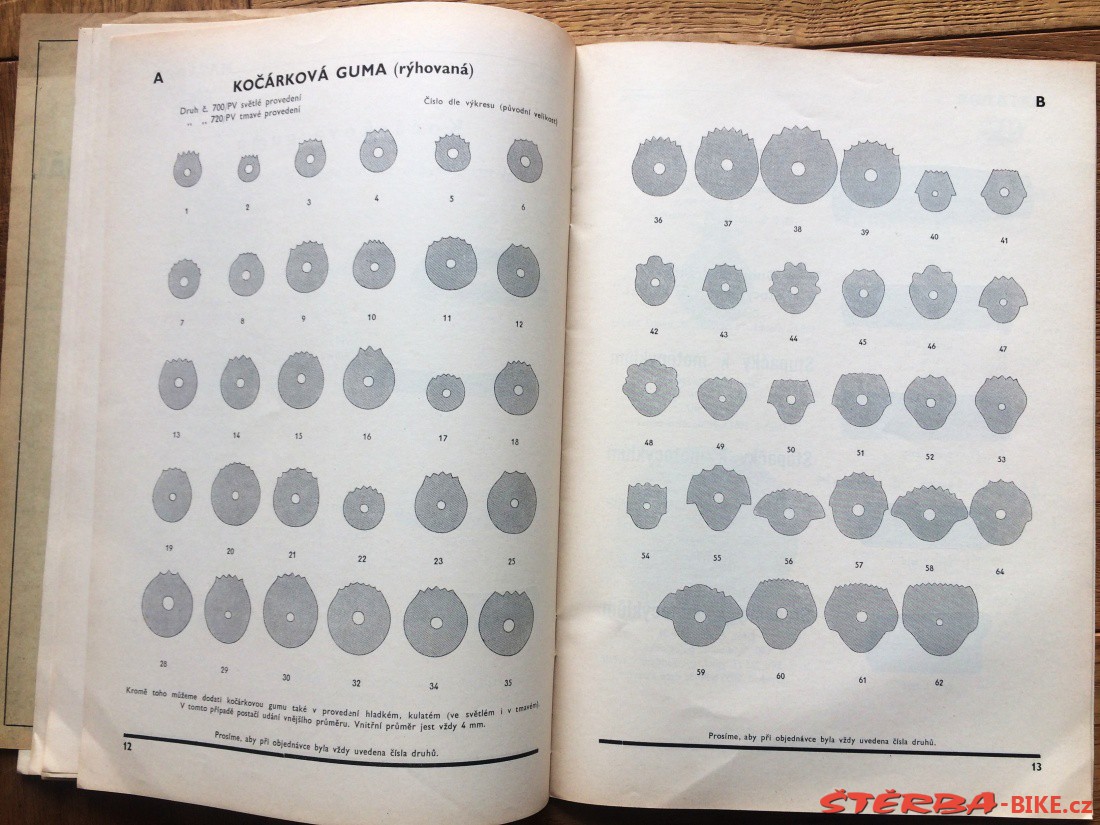 A
KOČÁRKOVÁ GUMA (rýhovaná)
Druh č. 700/PV světlé provedení
„ „ 720/PV tmavé provedení
Číslo dle výkresu (původní velikost)
1 2 3 4 5 6
7 8 9 10 11 12
13 14 15 16 17 18
19 20 21 22 23 25
28 29 30 32 34 35
Kromě toho můžeme dodati kočárkovou gumu také v provedení hladkém, kulatém (ve světlém i v tmavém).
V tomto případě postačí udání vnějšího průměru. Vnitřní průměr jest vždy 4 mm.
Prosíme, aby při objednávce byla vždy uvedena čísla druhů.
12
B
36 37 38 39 40 41
42 43 44 45 46 47
48 49 50 51 52 53
54 55 56 57 58 64
59 60 61 62
Prosíme, aby při objednávce byla vždy uvedena čísla druhů.
13
ŠTĚRBA-BIKE.cz